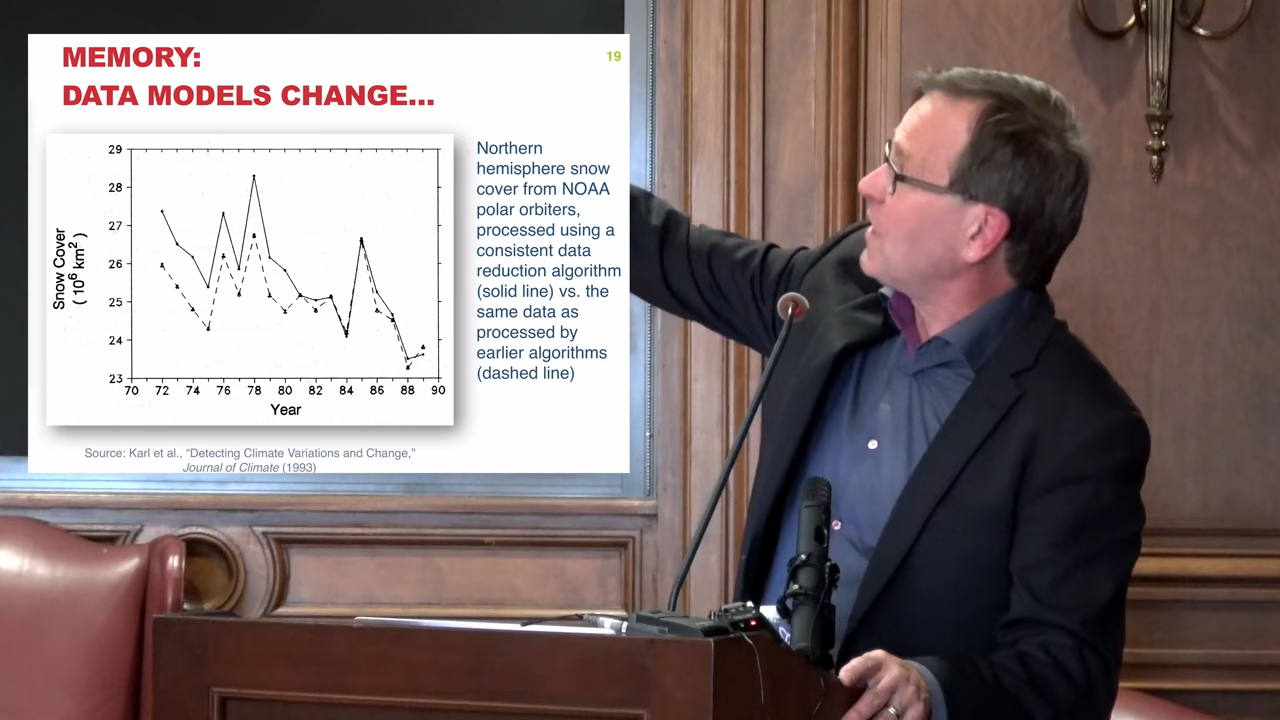 MEMORY:
DATA MODELS CHANGE...
19
29
28
27
26
25
24
23
Snow Cover
( 10⁶ km² )
70 72 74 76 78 80 82 84 86 88 90
Year
Northern
hemisphere snow
cover from NOAA
polar orbiters,
processed using a
consistent data
reduction algorithm
(solid line) vs. the
same data as
processed by
earlier algorithms
(dashed line)
Source: Karl et al., “Detecting Climate Variations and Change,”
Journal of Climate (1993)